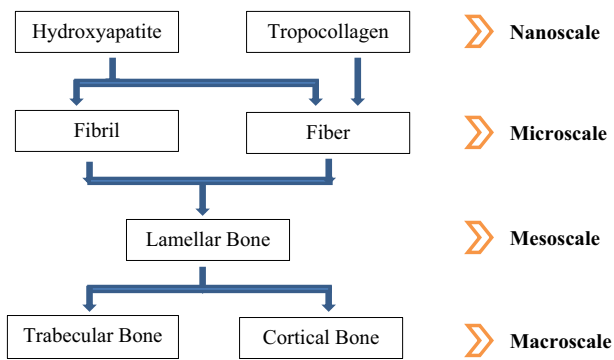 Hydroxyapatite Tropocollagen Nanoscale
Fibril Fiber Microscale
Lamellar Bone Mesoscale
Trabecular Bone Cortical Bone Macroscale